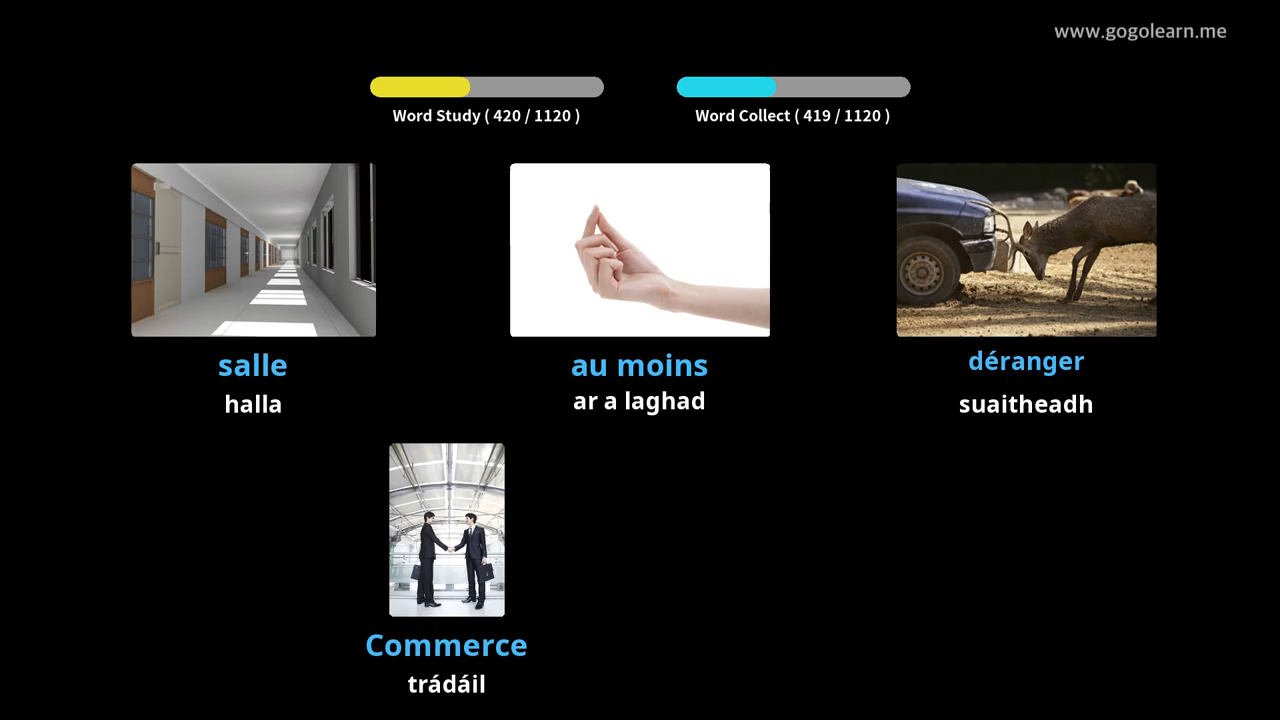 www.gogolearn.me
Word Study ( 420 / 1120 )
Word Collect ( 419 / 1120 )
salle
halla
au moins
ar a laghad
déranger
suaitheadh
Commerce
trádáil